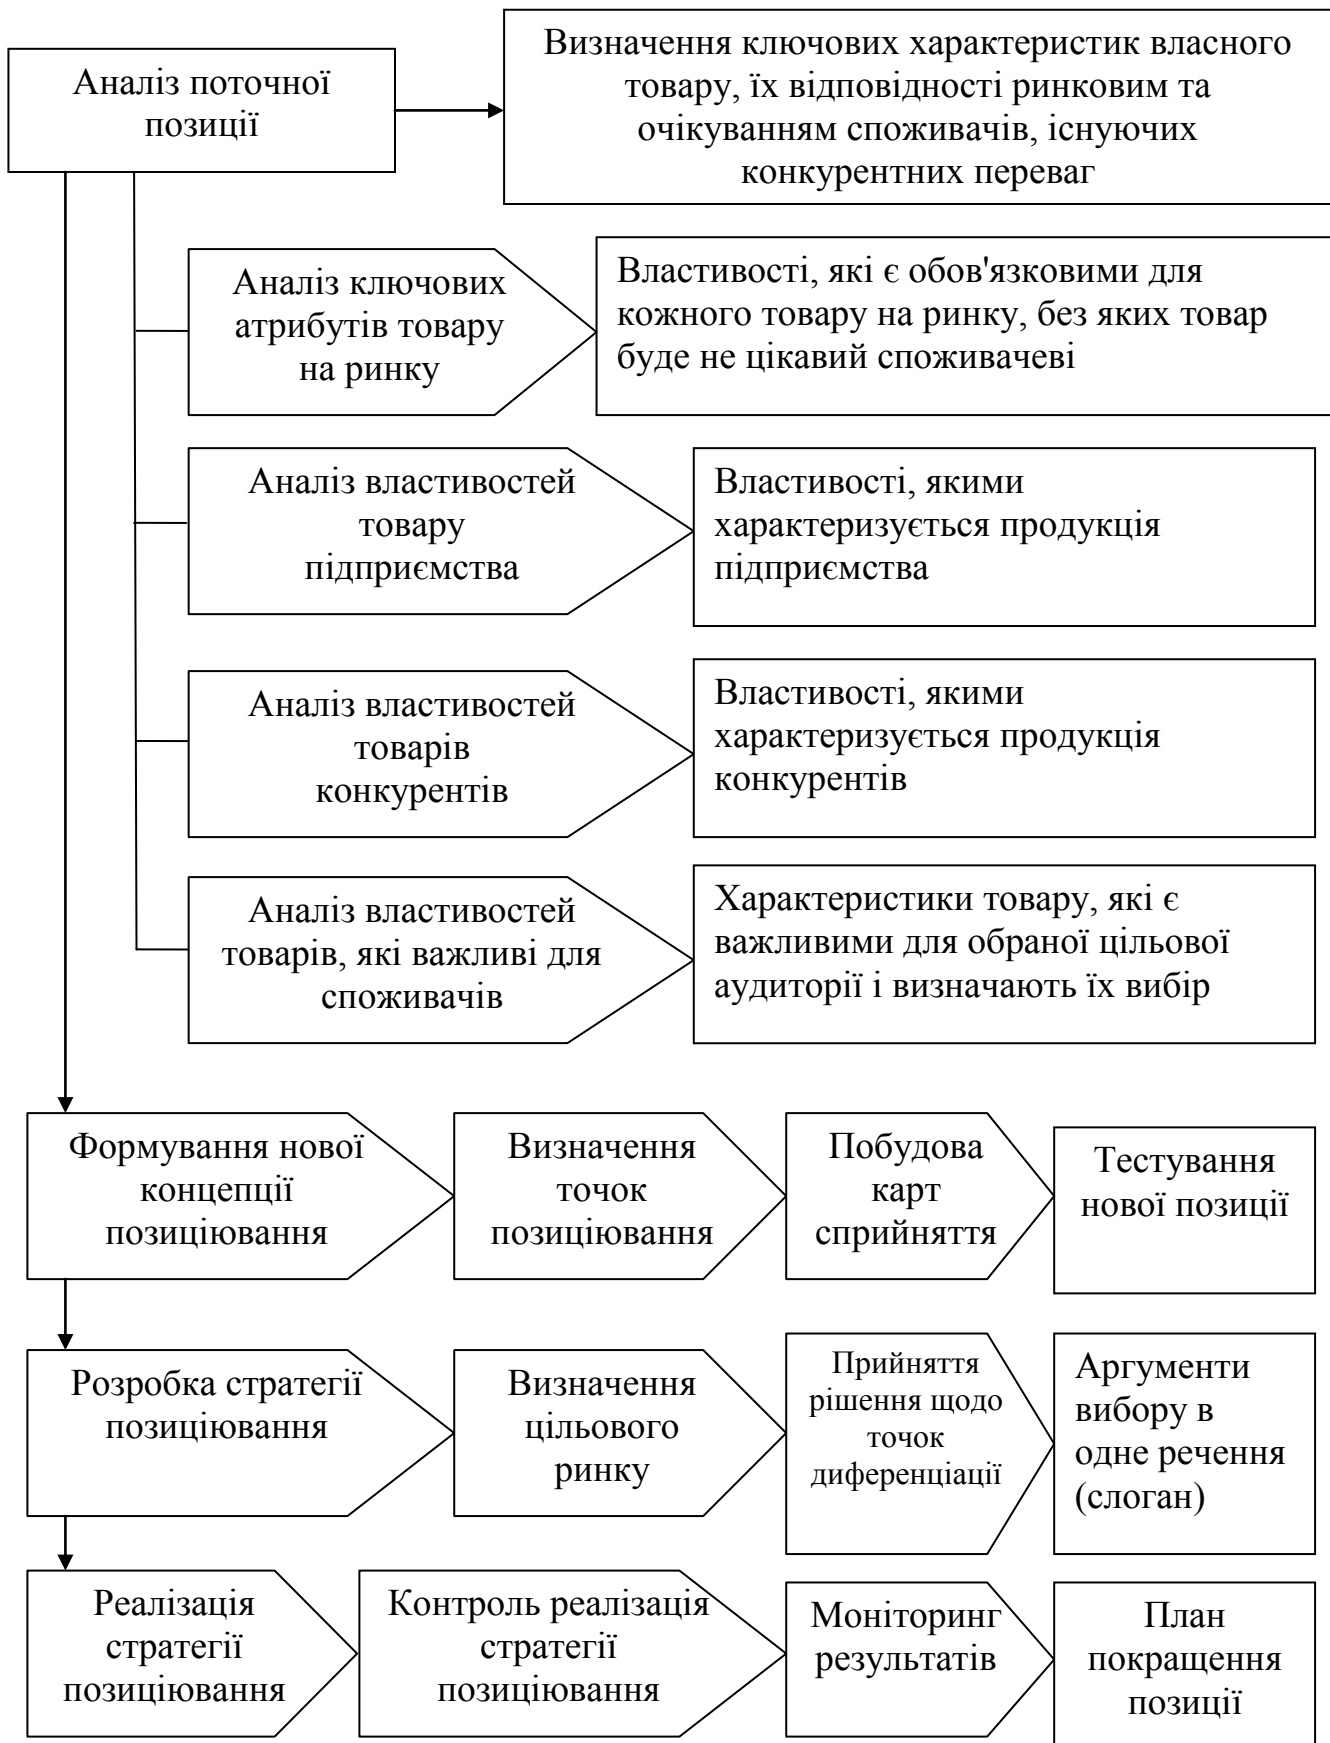 Аналіз поточної
позиції
Визначення ключових характеристик власного
товару, їх відповідності ринковим та
очікуванням споживачів, існуючих
конкурентних переваг
Аналіз ключових
атрибутів товару
на ринку
Властивості, які є обов'язковими для
кожного товару на ринку, без яких товар
буде не цікавий споживачеві
Аналіз властивостей
товару
підприємства
Властивості, якими
характеризується продукція
підприємства
Аналіз властивостей
товарів
конкурентів
Властивості, якими
характеризується продукція
конкурентів
Аналіз властивостей
товарів, які важливі для
споживачів
Характеристики товару, які є
важливими для обраної цільової
аудиторії і визначають їх вибір
Формування нової
концепції
позиціювання
Визначення
точок
позиціювання
Побудова
карт
сприйняття
Тестування
нової позиції
Розробка стратегії
позиціювання
Визначення
цільового
ринку
Прийняття
рішення щодо
точок
диференціації
Аргументи
вибору в
одне речення
(слоган)
Реалізація
стратегії
позиціювання
Контроль реалізація
стратегії
позиціювання
Моніторинг
результатів
План
покращення
позиції